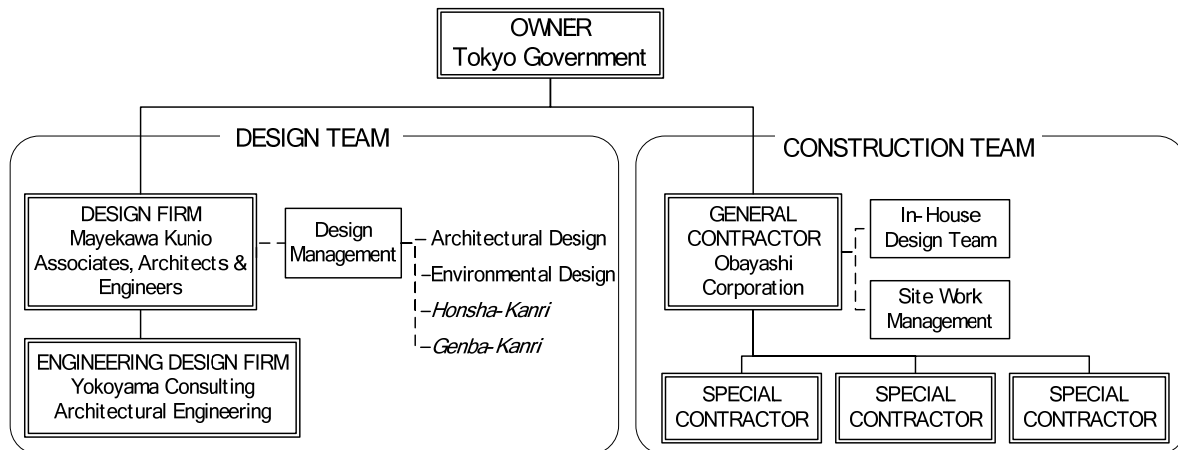 OWNER
Tokyo Government
DESIGN TEAM
DESIGN FIRM
Mayekawa Kunio
Associates, Architects &
Engineers
Design
Management
Architectural Design
Environmental Design
Honsha-Kanri
Genba-Kanri
ENGINEERING DESIGN FIRM
Yokoyama Consulting
Architectural Engineering
CONSTRUCTION TEAM
GENERAL
CONTRACTOR
Obayashi
Corporation
In-House
Design Team
Site Work
Management
SPECIAL
CONTRACTOR
SPECIAL
CONTRACTOR
SPECIAL
CONTRACTOR